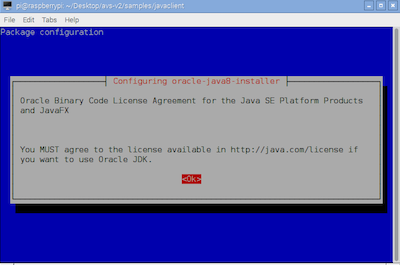 pi@raspberrypi: ~/Desktop/avs-v2/samples/javaclient
File Edit Tabs Help
Package configuration
Configuring oracle-java8-installer
Oracle Binary Code License Agreement for the Java SE Platform Products
and JavaFX
You MUST agree to the license available in http://java.com/license if
you want to use Oracle JDK.
<Ok>